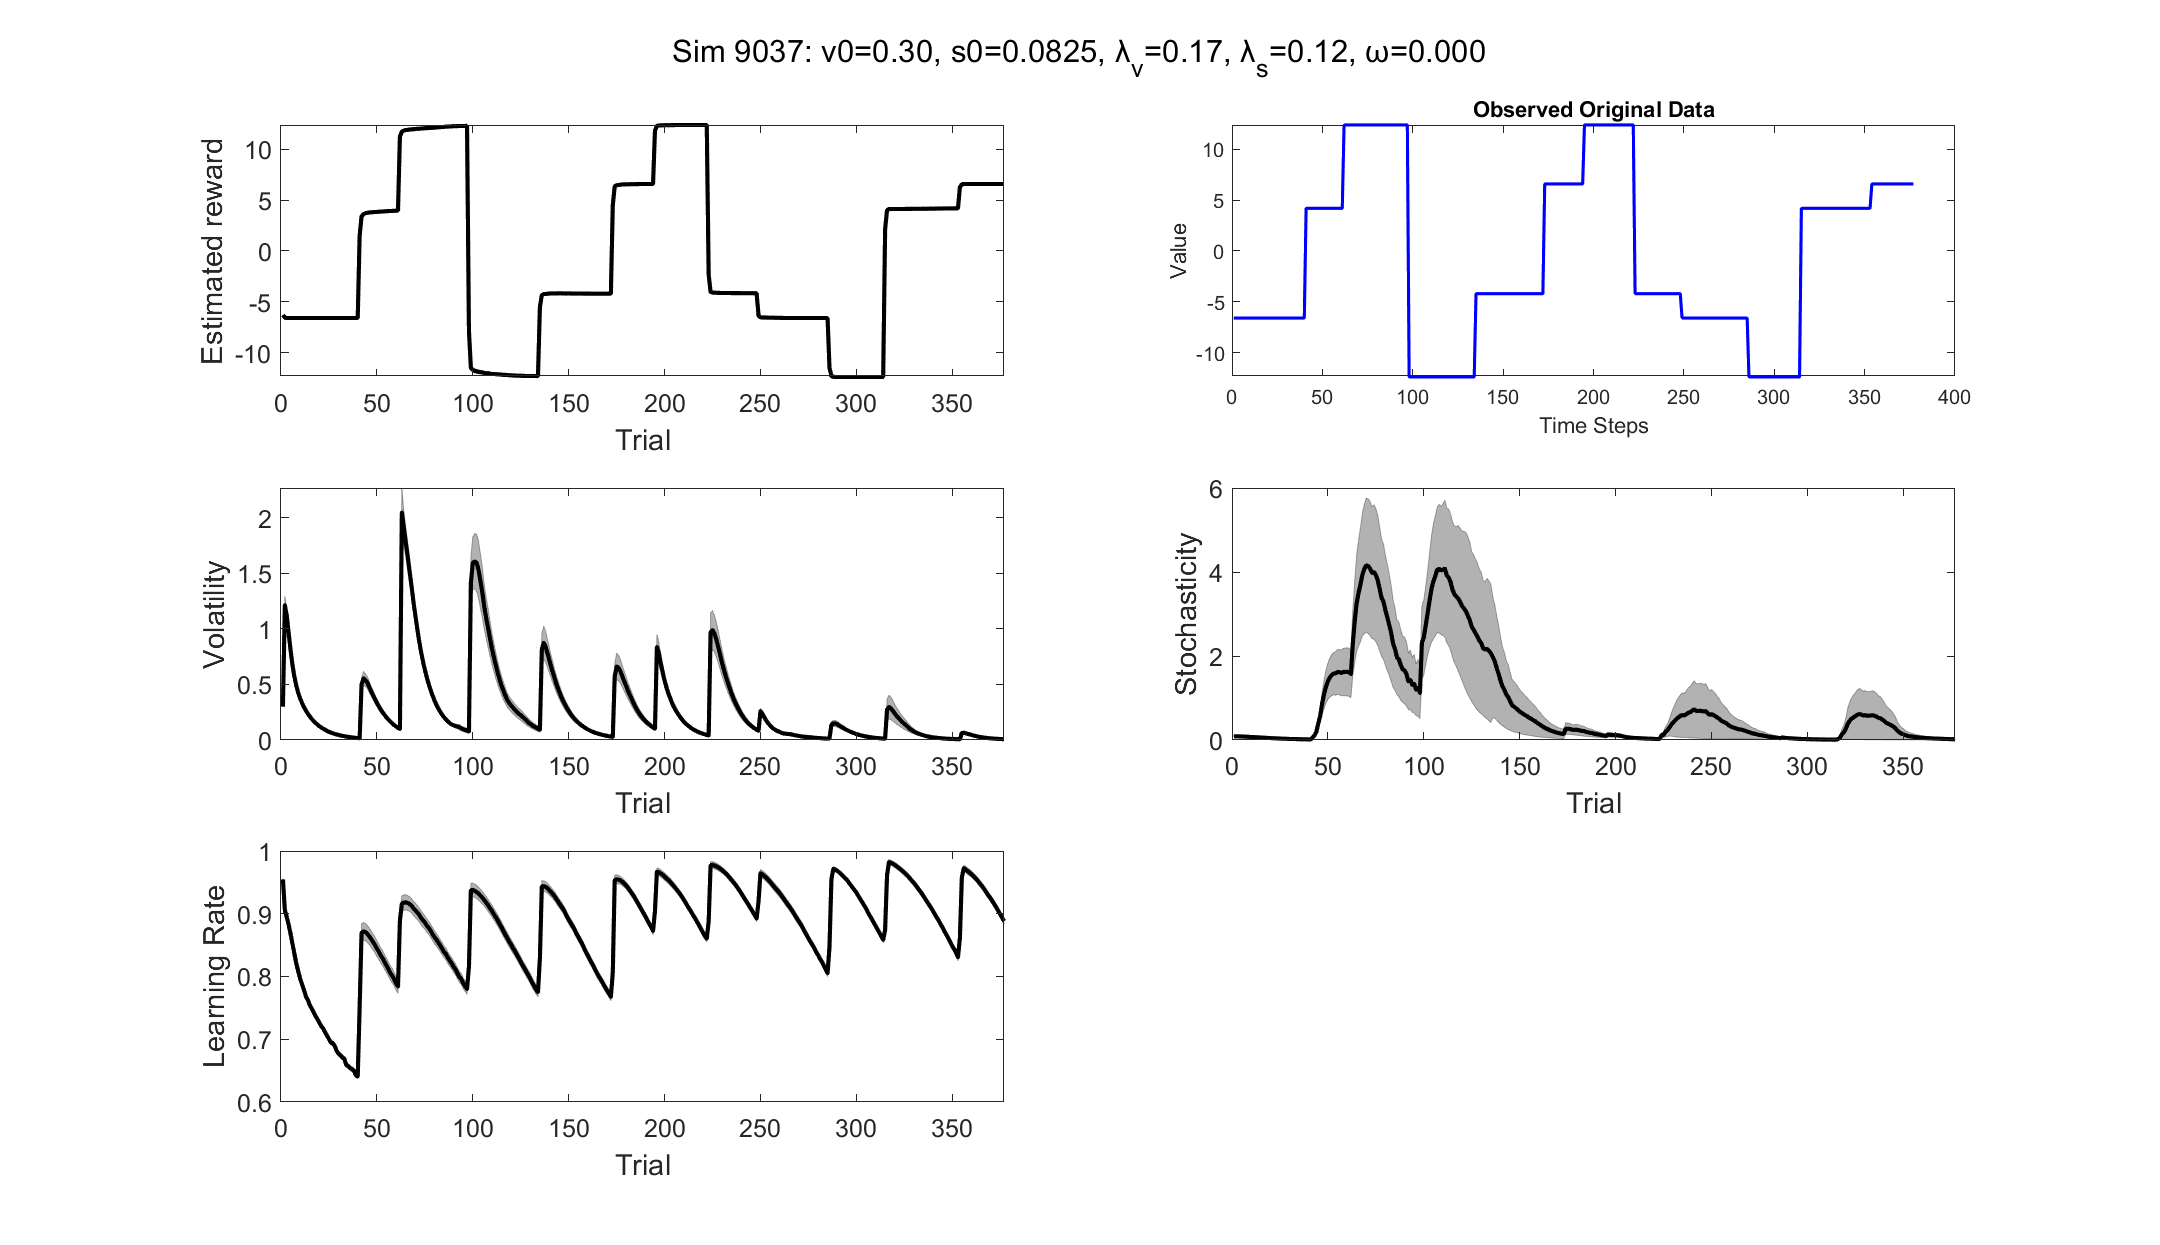 Sim 9037: v0=0.30, s0=0.0825, λv=0.17, λs=0.12, ω=0.000
Estimated reward
10
5
0
-5
-10
0 50 100 150 200 250 300 350
Trial
Observed Original Data
Value
10
5
0
-5
-10
0 50 100 150 200 250 300 350 400
Time Steps
Volatility
2
1.5
1
0.5
0
0 50 100 150 200 250 300 350
Trial
Stochasticity
6
4
2
0
0 50 100 150 200 250 300 350
Trial
Learning Rate
1
0.9
0.8
0.7
0.6
0 50 100 150 200 250 300 350
Trial